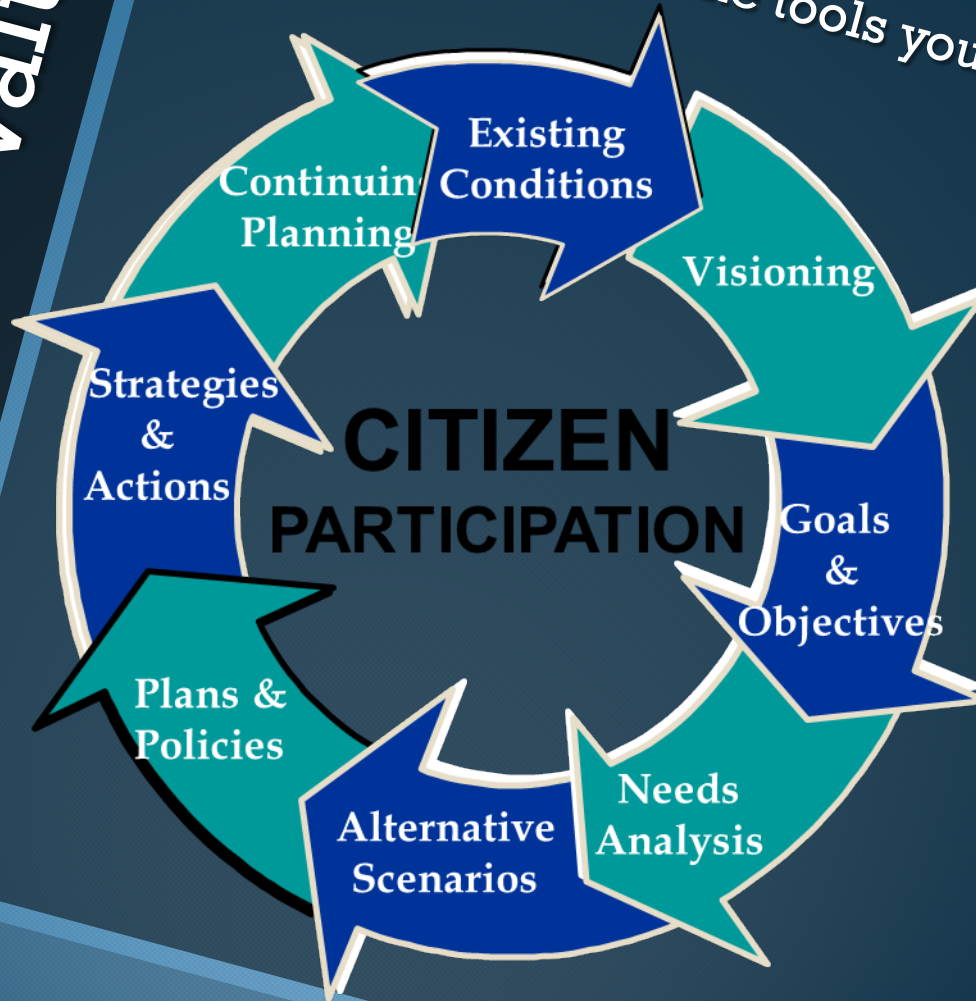 tools you
Existing
Conditions
Visioning
Goals
&
Objectives
Needs
Analysis
Alternative
Scenarios
Plans &
Policies
Strategies
&
Actions
Continuin
Planning
CITIZEN
PARTICIPATION